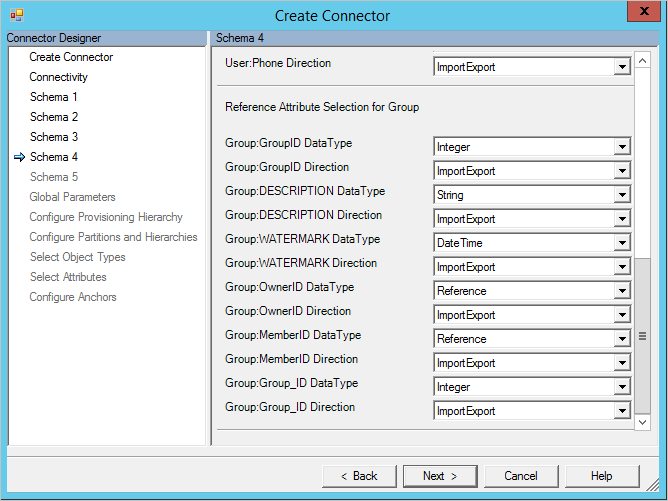 Create Connector
Connector Designer
Create Connector
Connectivity
Schema 1
Schema 2
Schema 3
Schema 4
Schema 5
Global Parameters
Configure Provisioning Hierarchy
Configure Partitions and Hierarchies
Select Object Types
Select Attributes
Configure Anchors
Schema 4
User:Phone Direction ImportExport
Reference Attribute Selection for Group
Group:GroupID DataType Integer
Group:GroupID Direction ImportExport
Group:DESCRIPTION DataType String
Group:DESCRIPTION Direction ImportExport
Group:WATERMARK DataType DateTime
Group:WATERMARK Direction ImportExport
Group:OwnerID DataType Reference
Group:OwnerID Direction ImportExport
Group:MemberID DataType Reference
Group:MemberID Direction ImportExport
Group:Group_ID DataType Integer
Group:Group_ID Direction ImportExport
< Back Next > Cancel Help